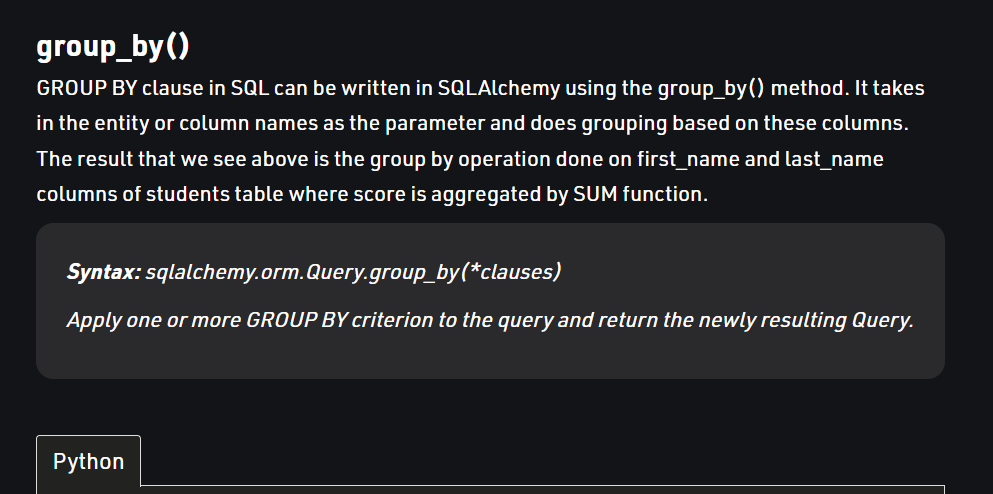 group_by()
GROUP BY clause in SQL can be written in SQLAlchemy using the group_by() method. It takes
in the entity or column names as the parameter and does grouping based on these columns.
The result that we see above is the group by operation done on first_name and last_name
columns of students table where score is aggregated by SUM function.
Syntax: sqlalchemy.orm.Query.group_by(*clauses)
Apply one or more GROUP BY criterion to the query and return the newly resulting Query.
Python